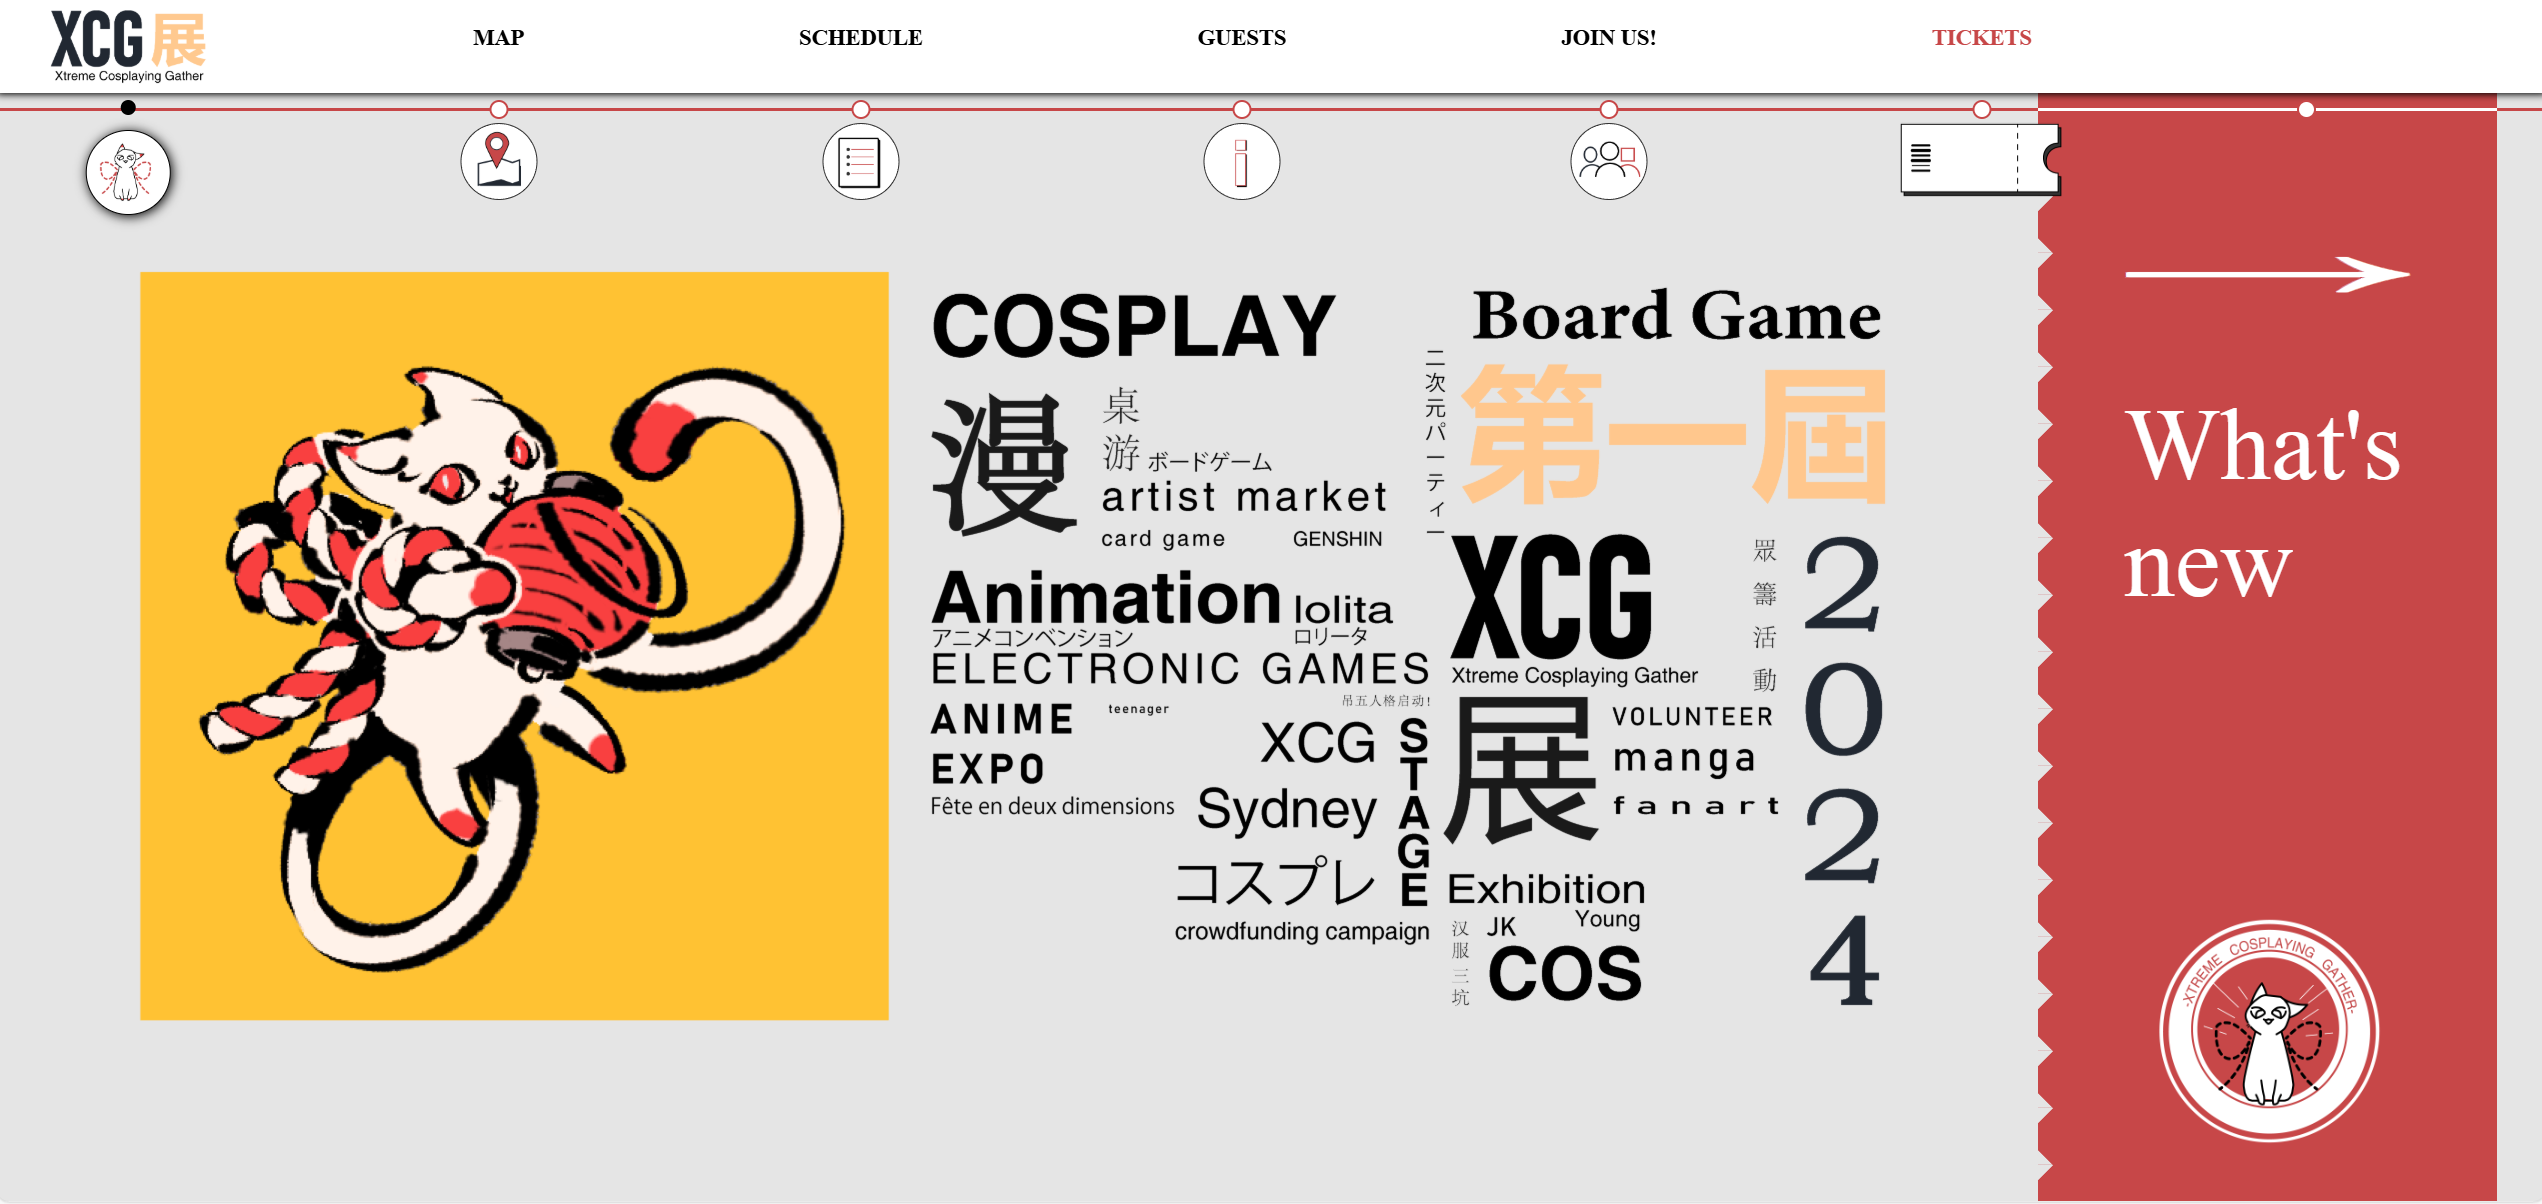 XCG展
Xtreme Cosplaying Gather
MAP
SCHEDULE
GUESTS
JOIN US!
TICKETS
COSPLAY
漫
桌游
ボードゲーム
artist market
card game
GENSHIN
二次元パーティー
Animation
lolita
アニメコンベンション
ロリータ
ELECTRONIC GAMES
吊五人格启动!
ANIME
EXPO
teenager
Fête en deux dimensions
XCG
Sydney
コスプレ
STAGE
crowdfunding campaign
Board Game
第一屆
XCG
Xtreme Cosplaying Gather
眾籌活動
2024
展
VOLUNTEER
manga
fanart
Exhibition
Young
汉服三坑
JK
COS
What's
new
-XTREME COSPLAYING GATHER-